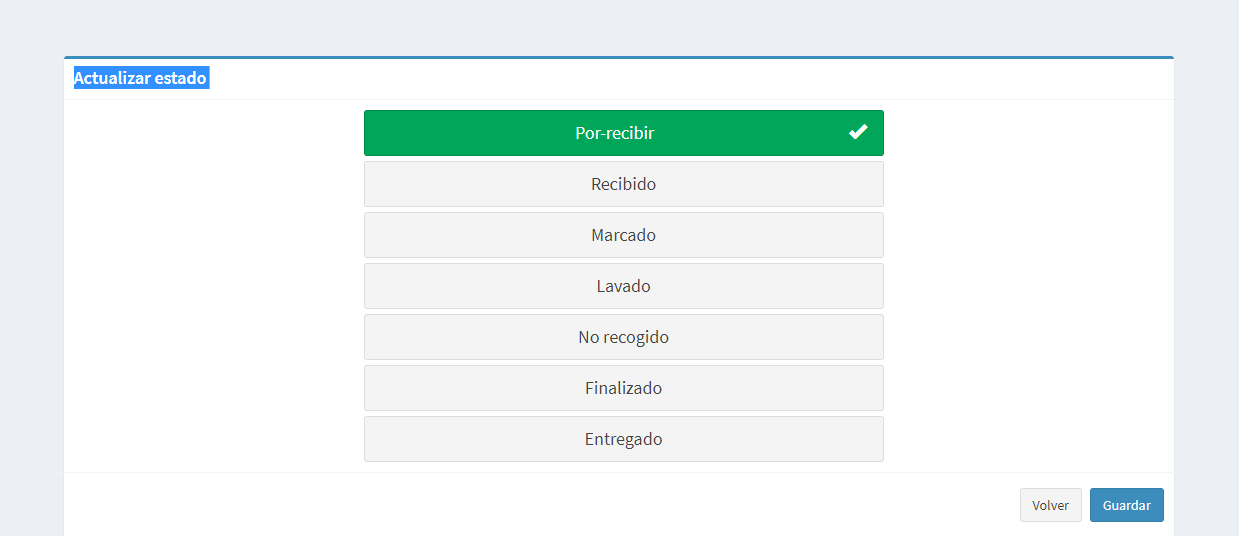 Actualizar estado
Por-recibir
Recibido
Marcado
Lavado
No recogido
Finalizado
Entregado
Volver Guardar